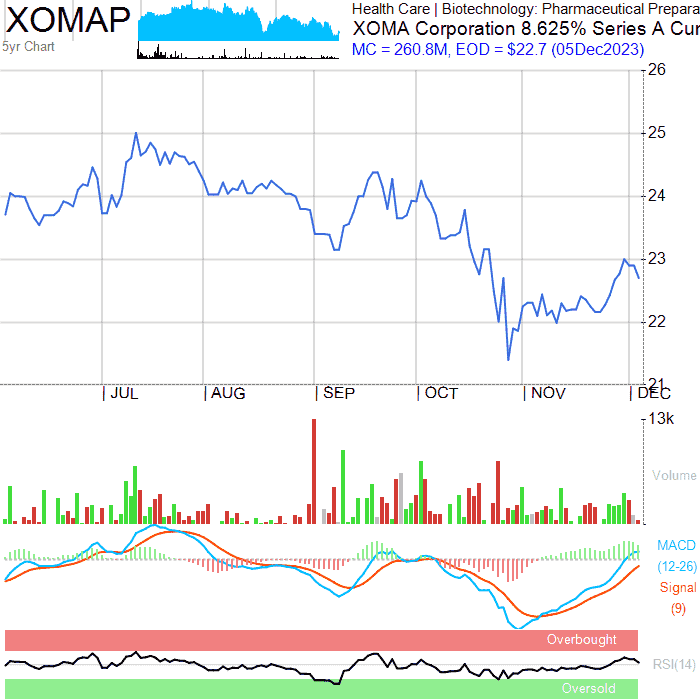 XOMAP
5yr Chart
Health Care | Biotechnology: Pharmaceutical Prepara
XOMA Corporation 8.625% Series A Cur
MC = 260.8M, EOD = $22.7 (05Dec2023)
26
25
24
23
22
21
| JUL | AUG | SEP | OCT | NOV | DEC
13k
Volume
MACD
(12-26)
Signal
(9)
Overbought
RSI(14)
Oversold